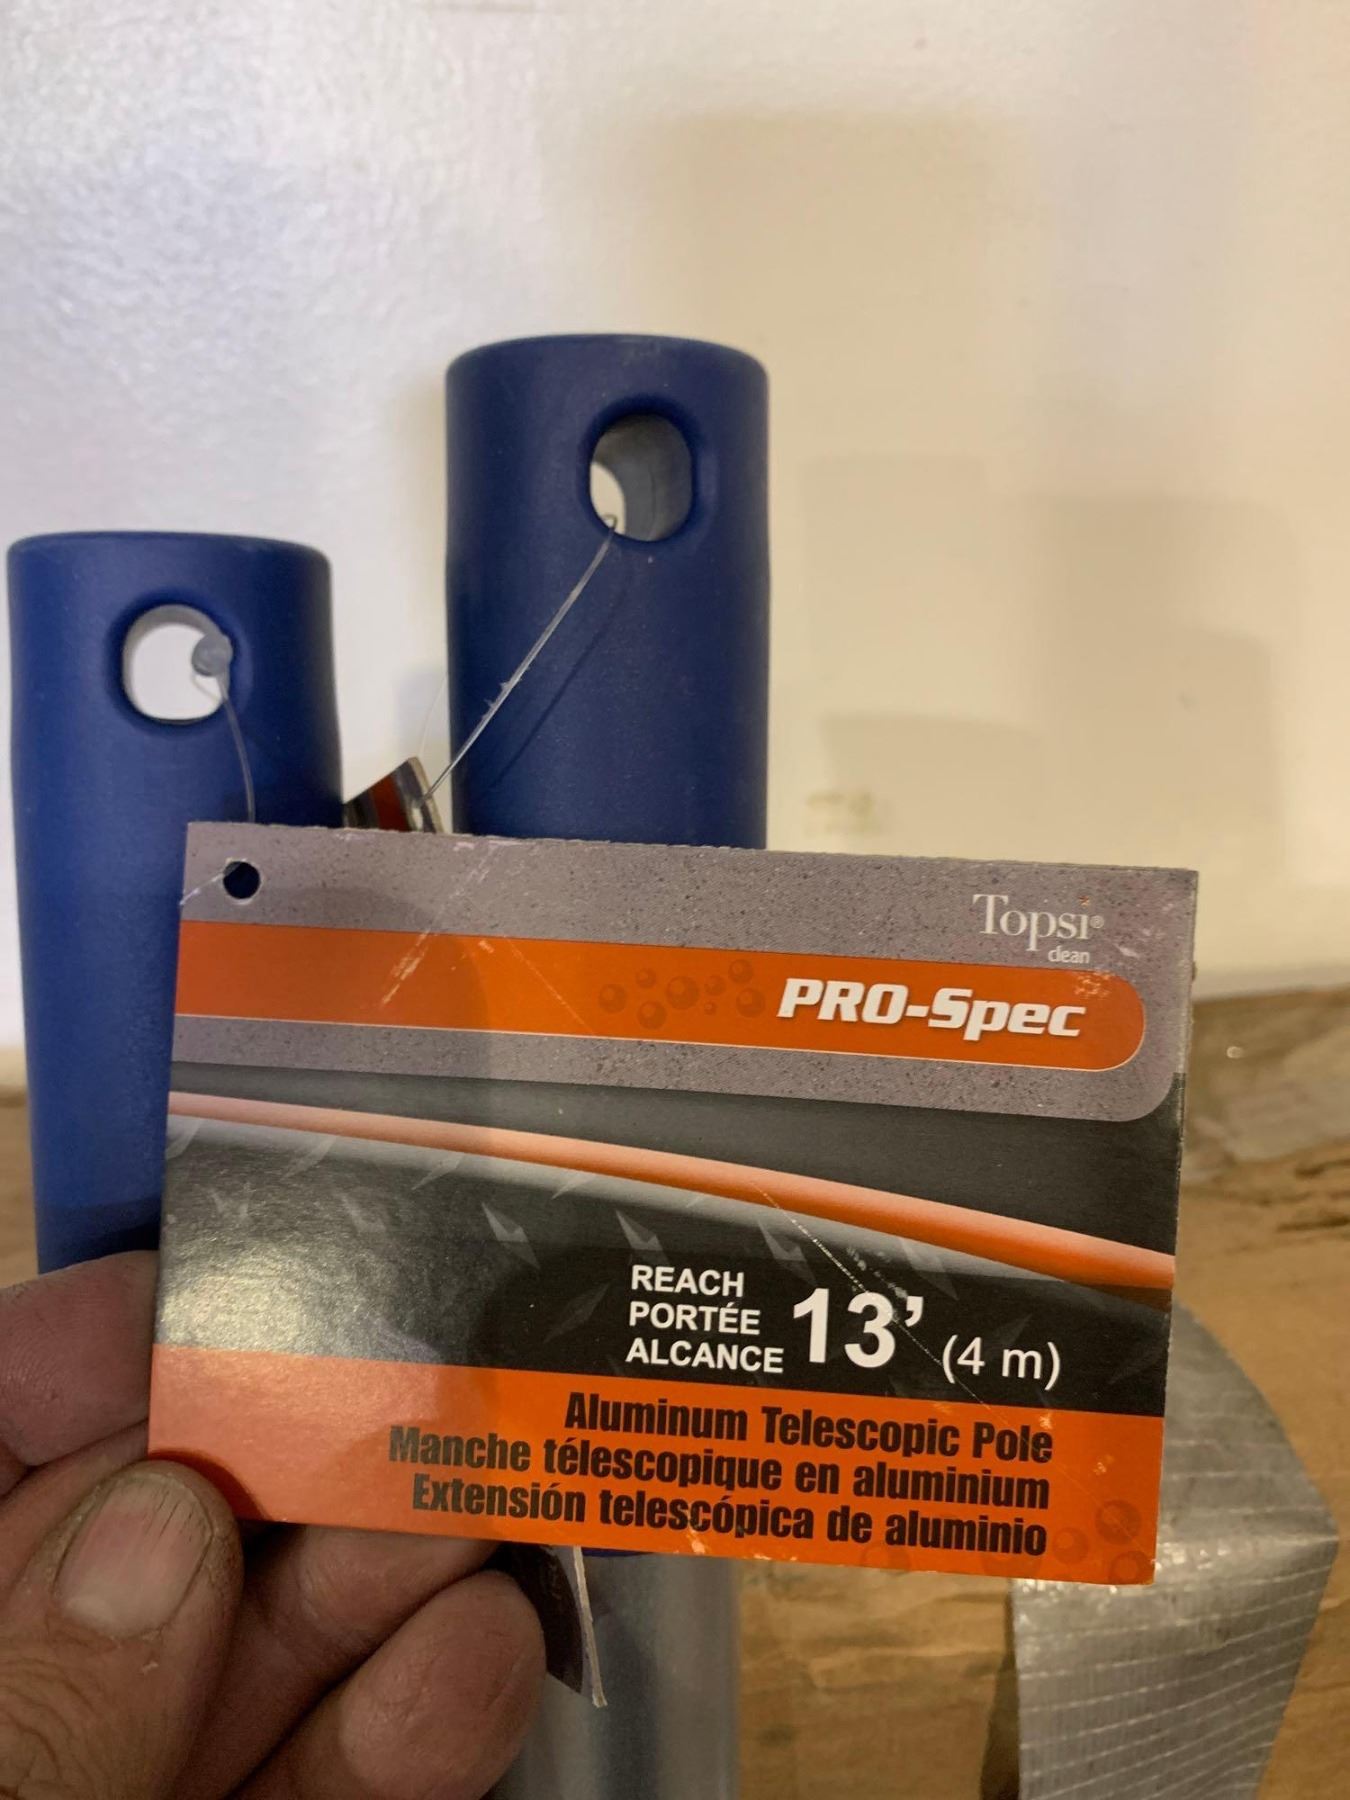 Topsi®
clean
PRO-Spec
REACH
PORTÉE
ALCANCE
13' (4 m)
Aluminum Telescopic Pole
Manche télescopique en aluminium
Extensión telescópica de aluminio